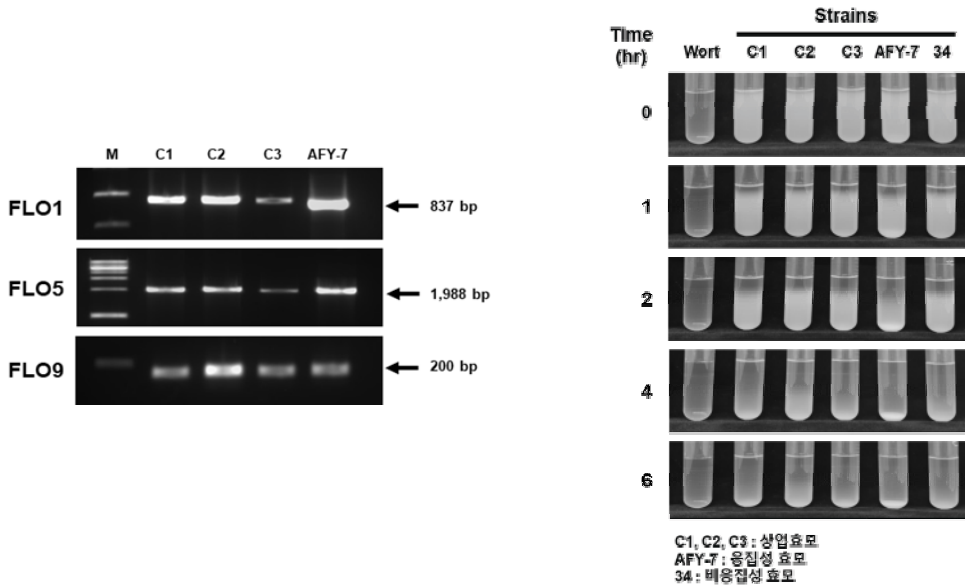 M C1 C2 C3 AFY-7
FLO1 837 bp
FLO5 1,988 bp
FLO9 200 bp
Strains
Time
(hr) Wort C1 C2 C3 AFY-7 34
0
1
2
4
6
C1, C2, C3 : 상업효모
AFY-7 : 응집성 효모
34 : 비응집성 효모